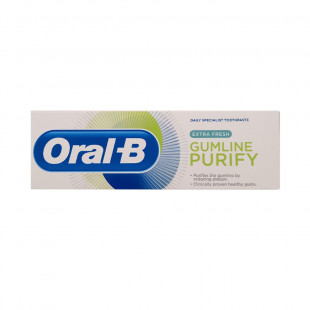 DAILY SPECIALIST TOOTHPASTE
EXTRA FRESH
Oral-B
GUMLINE
PURIFY
• Purifies the gumline by
reducing plaque.
• Clinically proven healthy gums.